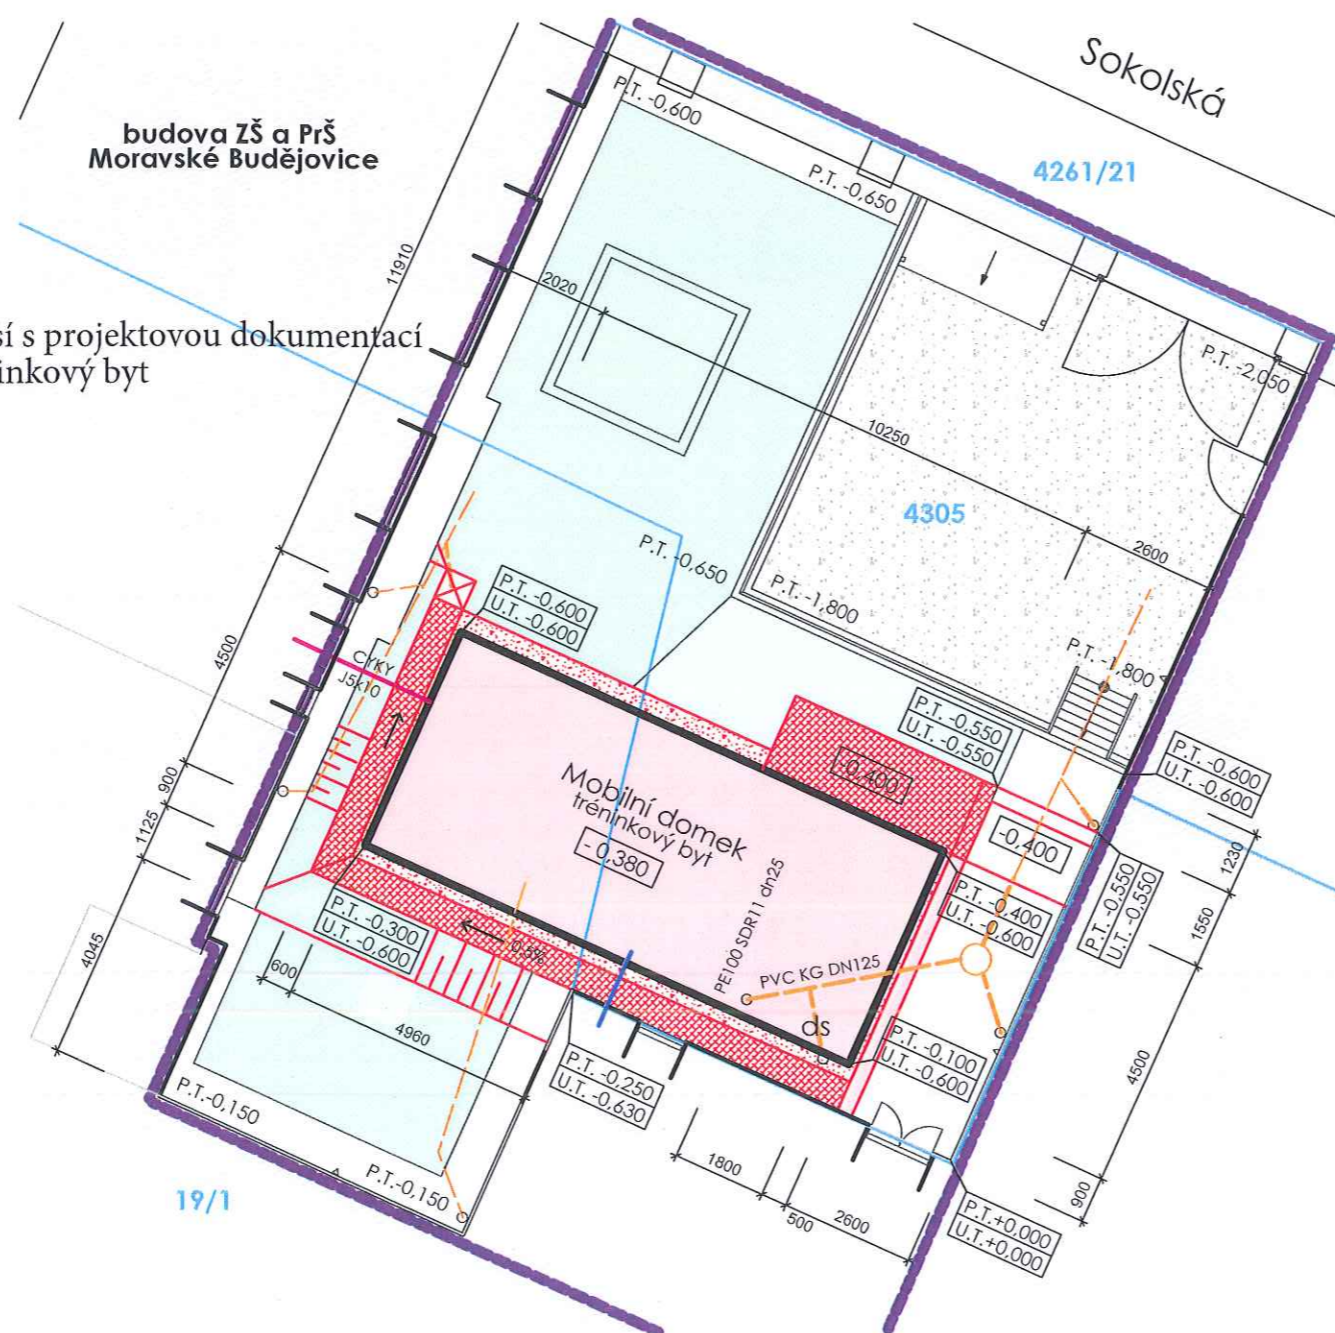 Sokolská
budova ZŠ a PrŠ
Moravské Budějovice
4261/21
P.T. -0,600
P.T. -0,650
11910
2020
sí s projektovou dokumentací
inkový byt
P.T. -2,050
10250
4305
2600
P.T. -0,650
P.T. -1,800
P.T. -0,600
U.T. -0,600
4500
CYKY
J5x10
P.T. -1,800
P.T. -0,550
U.T. -0,550
-0,400
P.T. -0,600
U.T. -0,600
900
1125
Mobilní domek
tréninkový byt
- 0,380
-0,400
1230
P.T. -0,550
U.T. -0,550
1550
P.T. -0,400
U.T. -0,600
PE100 SDR11 dn25
P.T. -0,300
U.T. -0,600
0,5%
4045
600
PVC KG DN125
ds
4960
P.T. -0,100
U.T. -0,600
4500
P.T. -0,250
U.T. -0,630
P.T.-0,150
P.T.-0,150
19/1
1800
500
2600
900
P.T.+0,000
U.T.+0,000